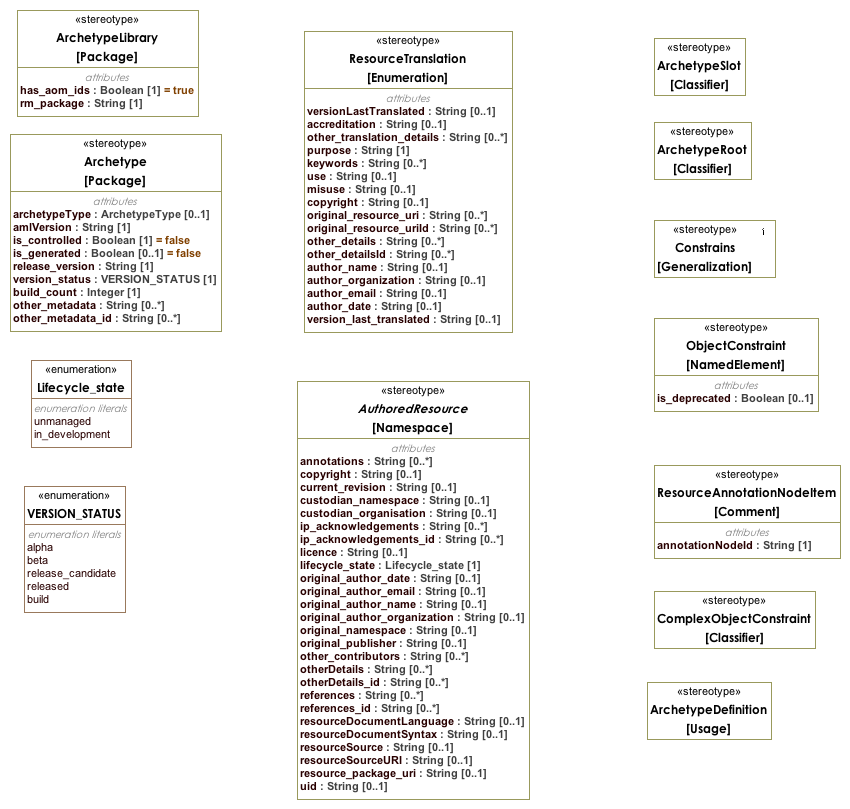 «stereotype»
ArchetypeLibrary
[Package]
attributes
has_aom_ids : Boolean [1] = true
rm_package : String [1]
«stereotype»
Archetype
[Package]
attributes
archetypeType : ArchetypeType [0..1]
amlVersion : String [1]
is_controlled : Boolean [1] = false
is_generated : Boolean [0..1] = false
release_version : String [1]
version_status : VERSION_STATUS [1]
build_count : Integer [1]
other_metadata : String [0..*]
other_metadata_id : String [0..*]
«enumeration»
Lifecycle_state
enumeration literals
unmanaged
in_development
«enumeration»
VERSION_STATUS
enumeration literals
alpha
beta
release_candidate
released
build
«stereotype»
ResourceTranslation
[Enumeration]
attributes
versionLastTranslated : String [0..1]
accreditation : String [0..1]
other_translation_details : String [0..*]
purpose : String [1]
keywords : String [0..*]
use : String [0..1]
misuse : String [0..1]
copyright : String [0..1]
original_resource_uri : String [0..*]
original_resource_uriId : String [0..*]
other_details : String [0..*]
other_detailsId : String [0..*]
author_name : String [0..1]
author_organization : String [0..1]
author_email : String [0..1]
author_date : String [0..1]
version_last_translated : String [0..1]
«stereotype»
AuthoredResource
[Namespace]
attributes
annotations : String [0..*]
copyright : String [0..1]
current_revision : String [0..1]
custodian_namespace : String [0..1]
custodian_organisation : String [0..1]
ip_acknowledgements : String [0..*]
ip_acknowledgements_id : String [0..*]
licence : String [0..1]
lifecycle_state : Lifecycle_state [1]
original_author_date : String [0..1]
original_author_email : String [0..1]
original_author_name : String [0..1]
original_author_organization : String [0..1]
original_namespace : String [0..1]
original_publisher : String [0..1]
other_contributors : String [0..*]
otherDetails : String [0..*]
otherDetails_id : String [0..*]
references : String [0..*]
references_id : String [0..*]
resourceDocumentLanguage : String [0..1]
resourceDocumentSyntax : String [0..1]
resourceSource : String [0..1]
resourceSourceURI : String [0..1]
resource_package_uri : String [0..1]
uid : String [0..1]
«stereotype»
ArchetypeSlot
[Classifier]
«stereotype»
ArchetypeRoot
[Classifier]
«stereotype» i
Constrains
[Generalization]
«stereotype»
ObjectConstraint
[NamedElement]
attributes
is_deprecated : Boolean [0..1]
«stereotype»
ResourceAnnotationNodeItem
[Comment]
attributes
annotationNodeId : String [1]
«stereotype»
ComplexObjectConstraint
[Classifier]
«stereotype»
ArchetypeDefinition
[Usage]